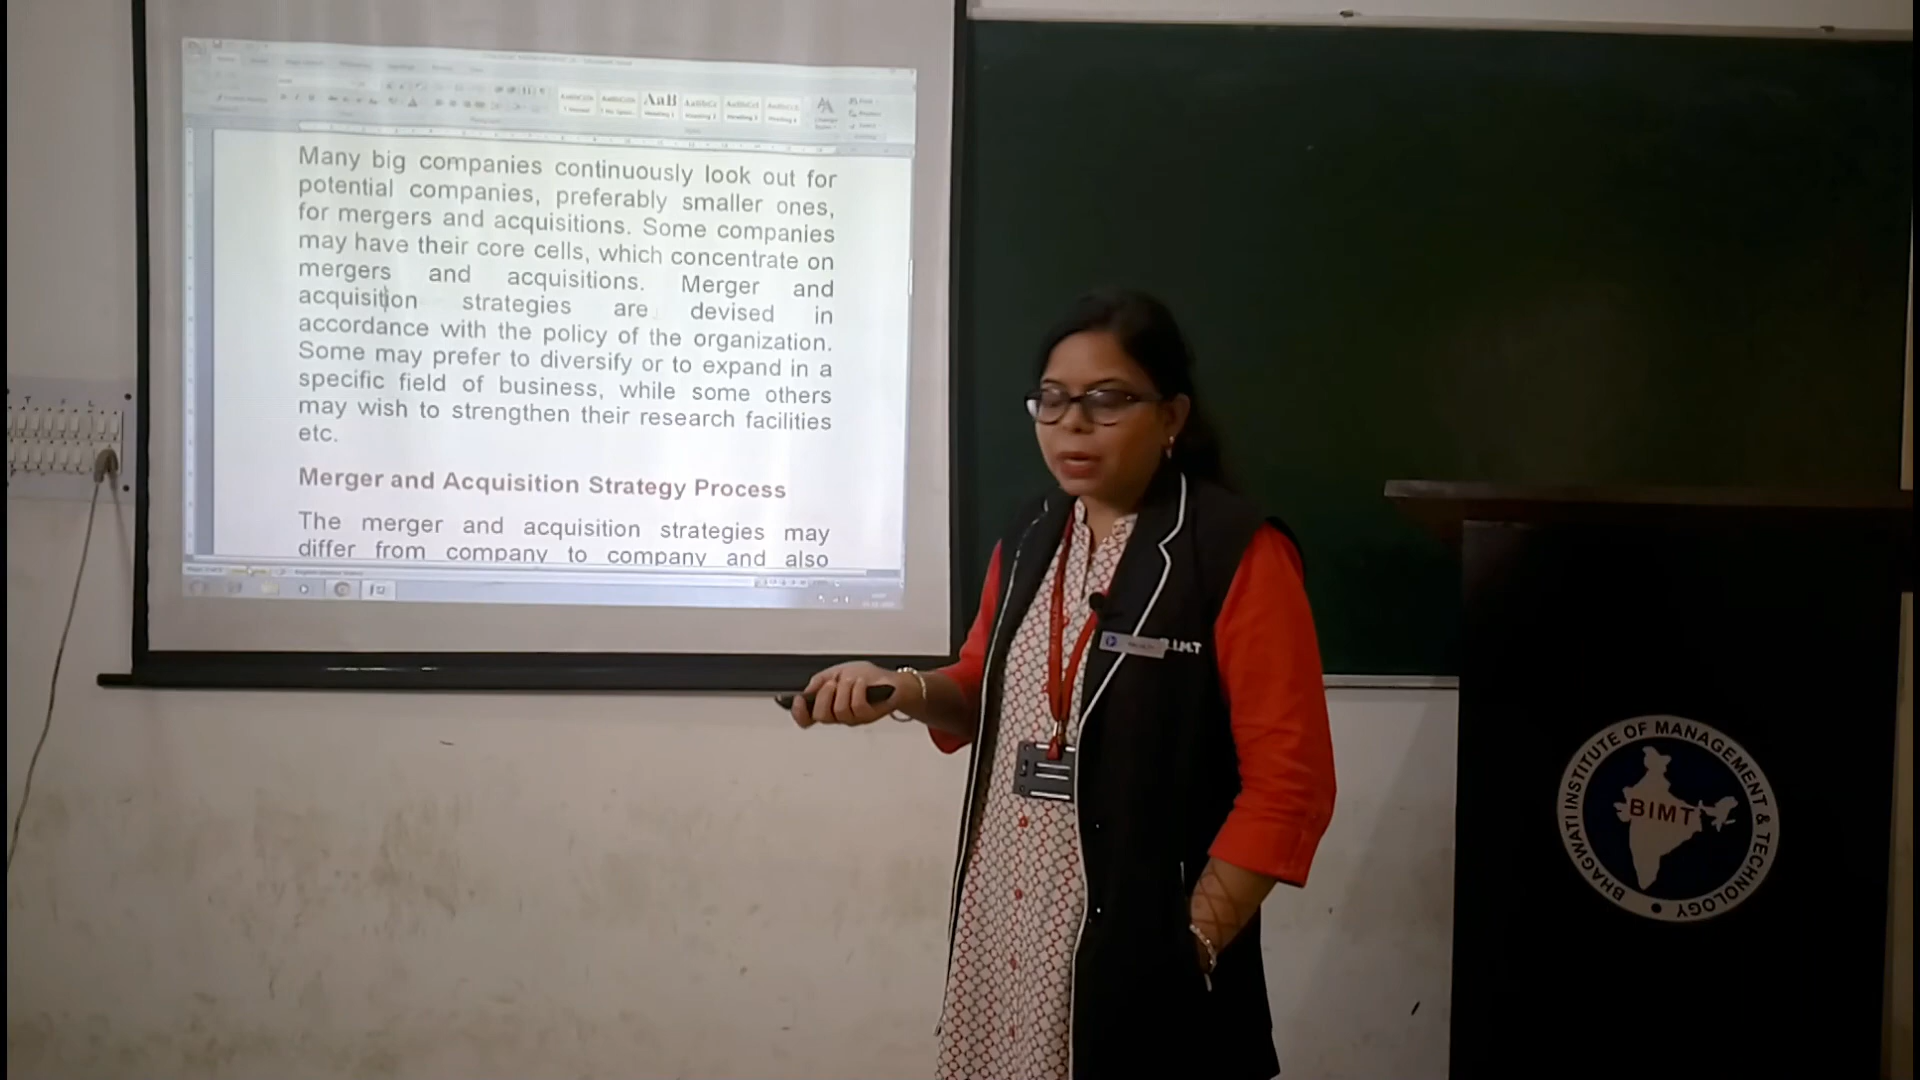 AaB
Many big companies continuously look out for
potential companies, preferably smaller ones,
for mergers and acquisitions. Some companies
may have their core cells, which concentrate on
mergers and acquisitions. Merger and
acquisition strategies are devised in
accordance with the policy of the organization.
Some may prefer to diversify or to expand in a
specific field of business, while some others
may wish to strengthen their research facilities
etc.
Merger and Acquisition Strategy Process
The merger and acquisition strategies may
differ from company to company and also
BHAGWATI INSTITUTE OF MANAGEMENT & TECHNOLOGY
BIMT